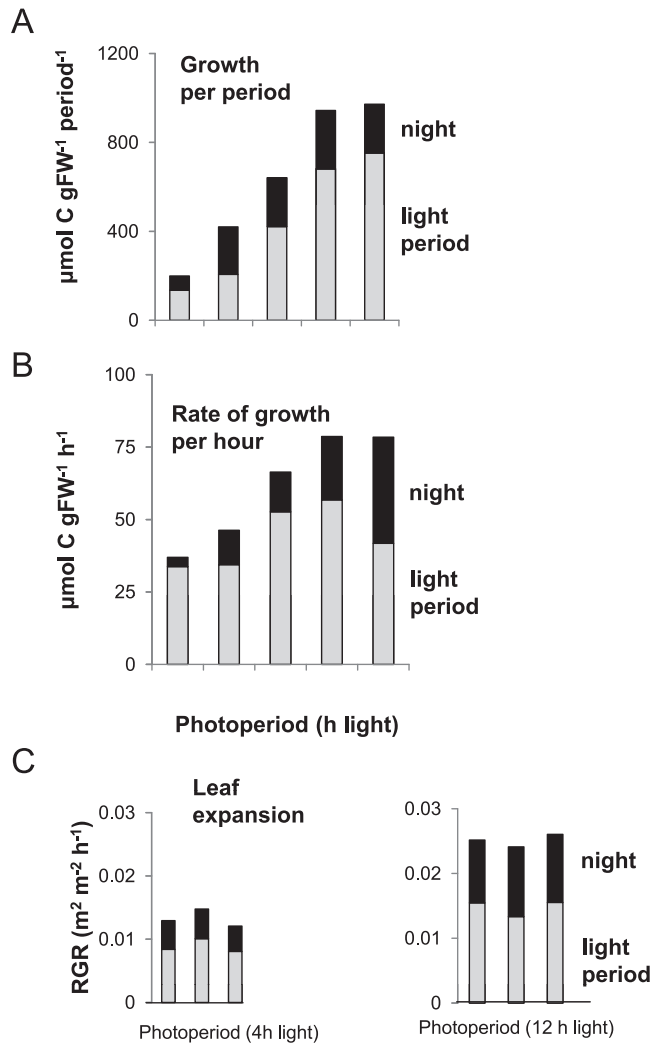 A
µmol C gFW⁻¹ period⁻¹
1200
800
400
0
Growth
per period
night
light
period
B
µmol C gFW⁻¹ h⁻¹
100
75
50
25
0
Rate of growth
per hour
night
light
period
Photoperiod (h light)
C
Leaf
expansion
RGR (m² m⁻² h⁻¹)
0.03
0.02
0.01
0
Photoperiod (4h light)
0.03
0.02
0.01
0
night
light
period
Photoperiod (12 h light)